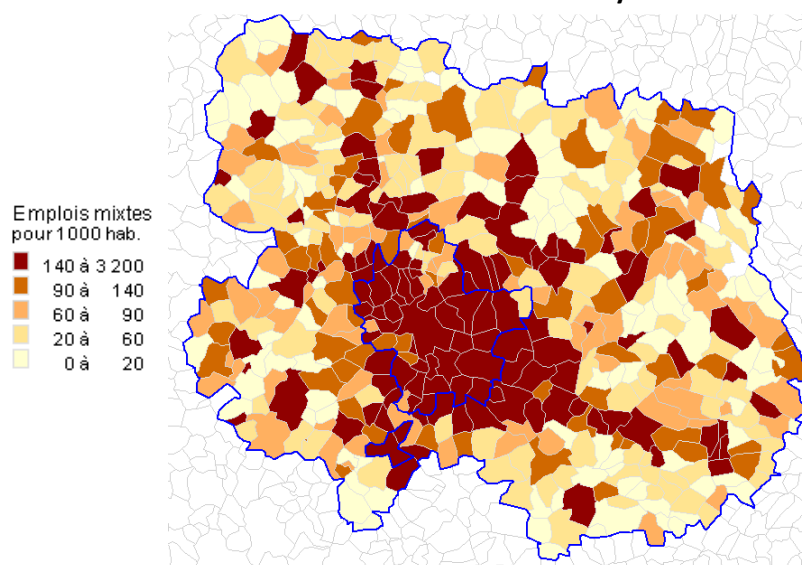 Emplois mixtes
pour 1000 hab.
140 à 3 200
90 à 140
60 à 90
20 à 60
0 à 20